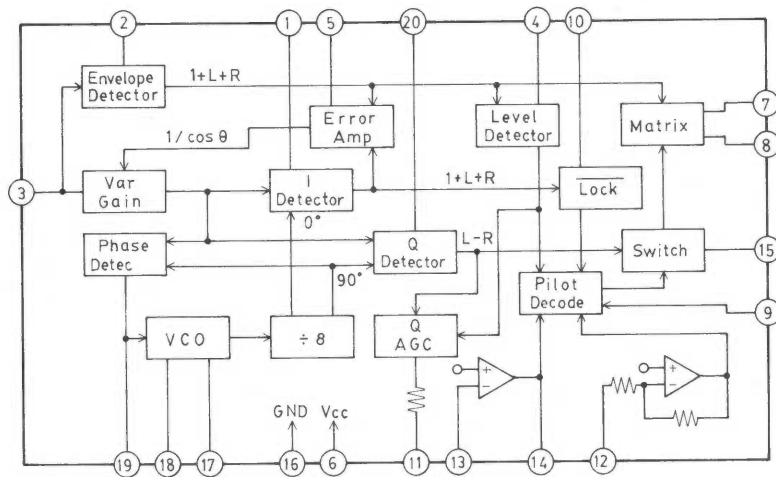 2
1
5
20
4
10
Envelope
Detector
1+L+R
Error
Amp
Level
Detector
Matrix
7
8
1/cos θ
3
Var
Gain
I
Detector
0°
1+L+R
Lock
Phase
Detec
90°
Q
Detector
L-R
Switch
15
Pilot
Decode
9
VCO
÷8
Q
AGC
+
-
+
-
GND
Vcc
19
18
17
16
6
11
13
14
12